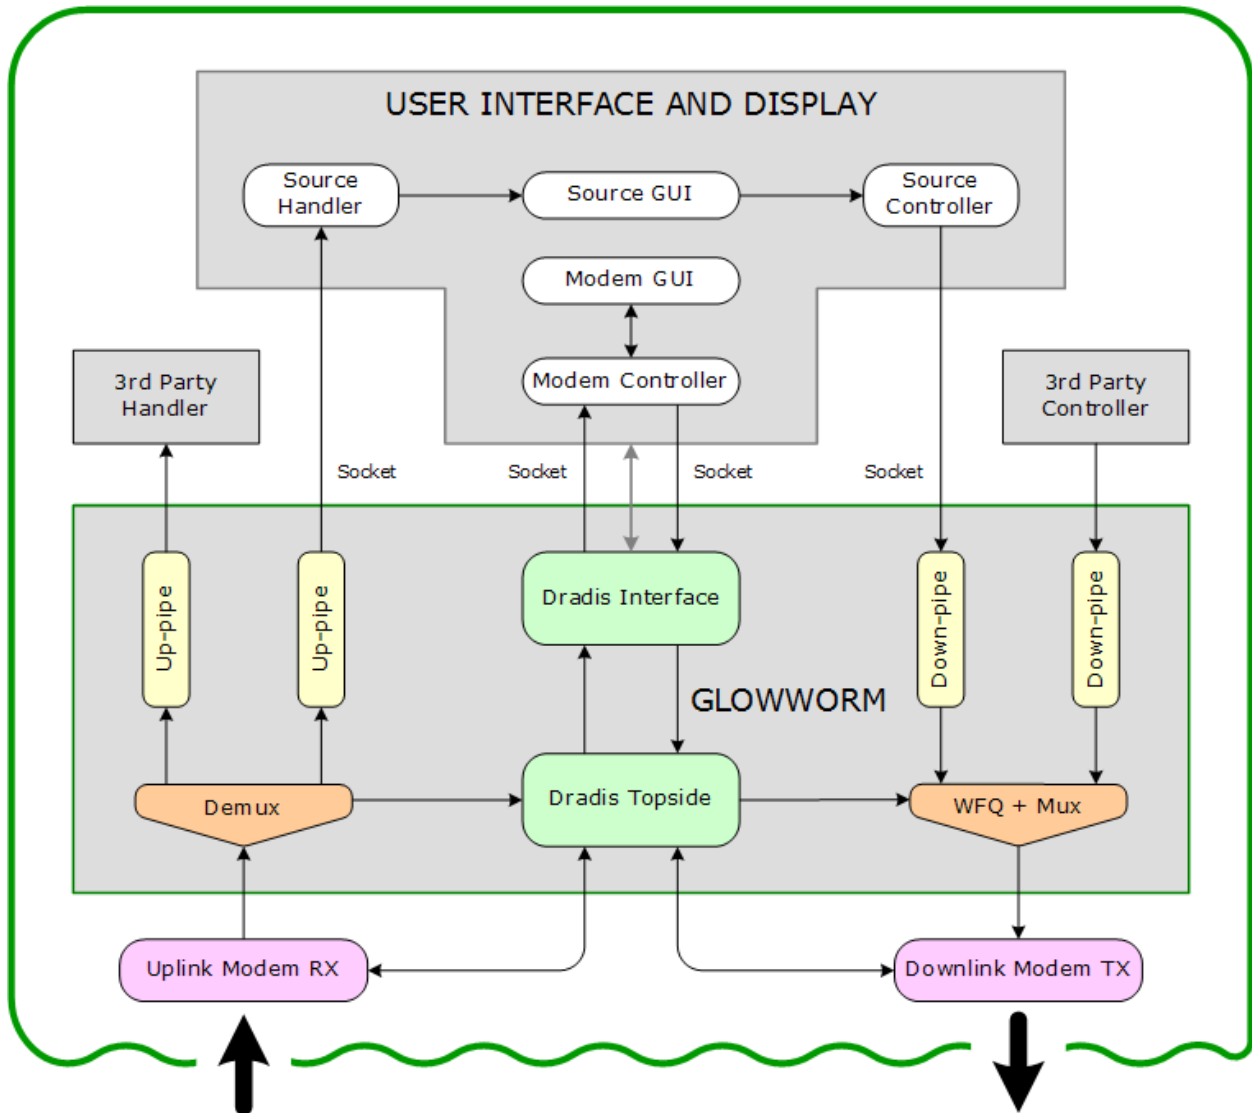 USER INTERFACE AND DISPLAY
Source
Handler
Source GUI
Source
Controller
Modem GUI
Modem Controller
3rd Party
Handler
3rd Party
Controller
Socket
Socket
Socket
Socket
Up-pipe
Up-pipe
Dradis Interface
Down-pipe
Down-pipe
GLOWWORM
Demux
Dradis Topside
WFQ + Mux
Uplink Modem RX
Downlink Modem TX